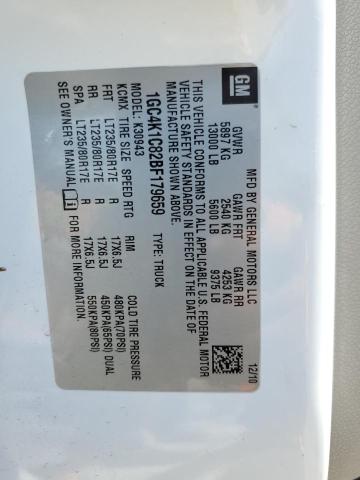 GM
MFD BY GENERAL MOTORS LLC
12/10
GVWR GAWR FRT GAWR RR
5897 KG 2540 KG 4253 KG
13000 LB 5600 LB 9375 LB
THIS VEHICLE CONFORMS TO ALL APPLICABLE U.S. FEDERAL MOTOR
VEHICLE SAFETY STANDARDS IN EFFECT ON THE DATE OF
MANUFACTURE SHOWN ABOVE.
1GC4K1C82BF179659 TYPE: TRUCK
K30943
KCMX TIRE SIZE SPEED RTG RIM COLD TIRE PRESSURE
FRT LT235/80R17E R 17X6.5J 480KPA(70PSI)
RR LT235/80R17E R 17X6.5J 450KPA(65PSI) DUAL
SPA LT235/80R17E R 17X6.5J 550KPA(80PSI)
SEE OWNER'S MANUAL FOR MORE INFORMATION.